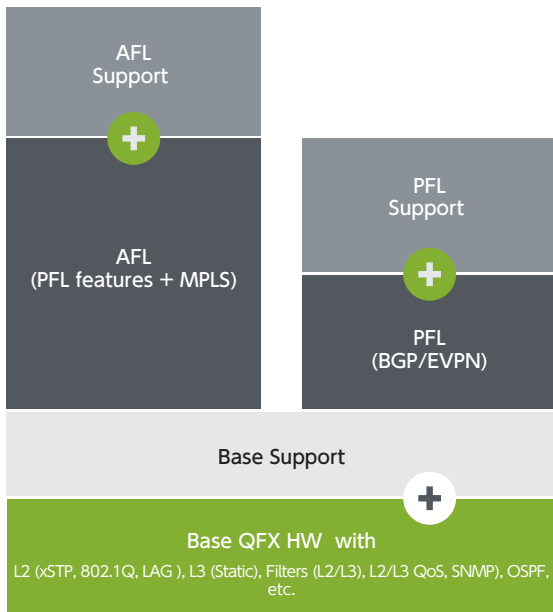 AFL
Support
+
AFL
(PFL features + MPLS)
PFL
Support
+
PFL
(BGP/EVPN)
Base Support
+
Base QFX HW with
L2 (xSTP, 802.1Q, LAG ), L3 (Static), Filters (L2/L3), L2/L3 QoS, SNMP), OSPF,
etc.